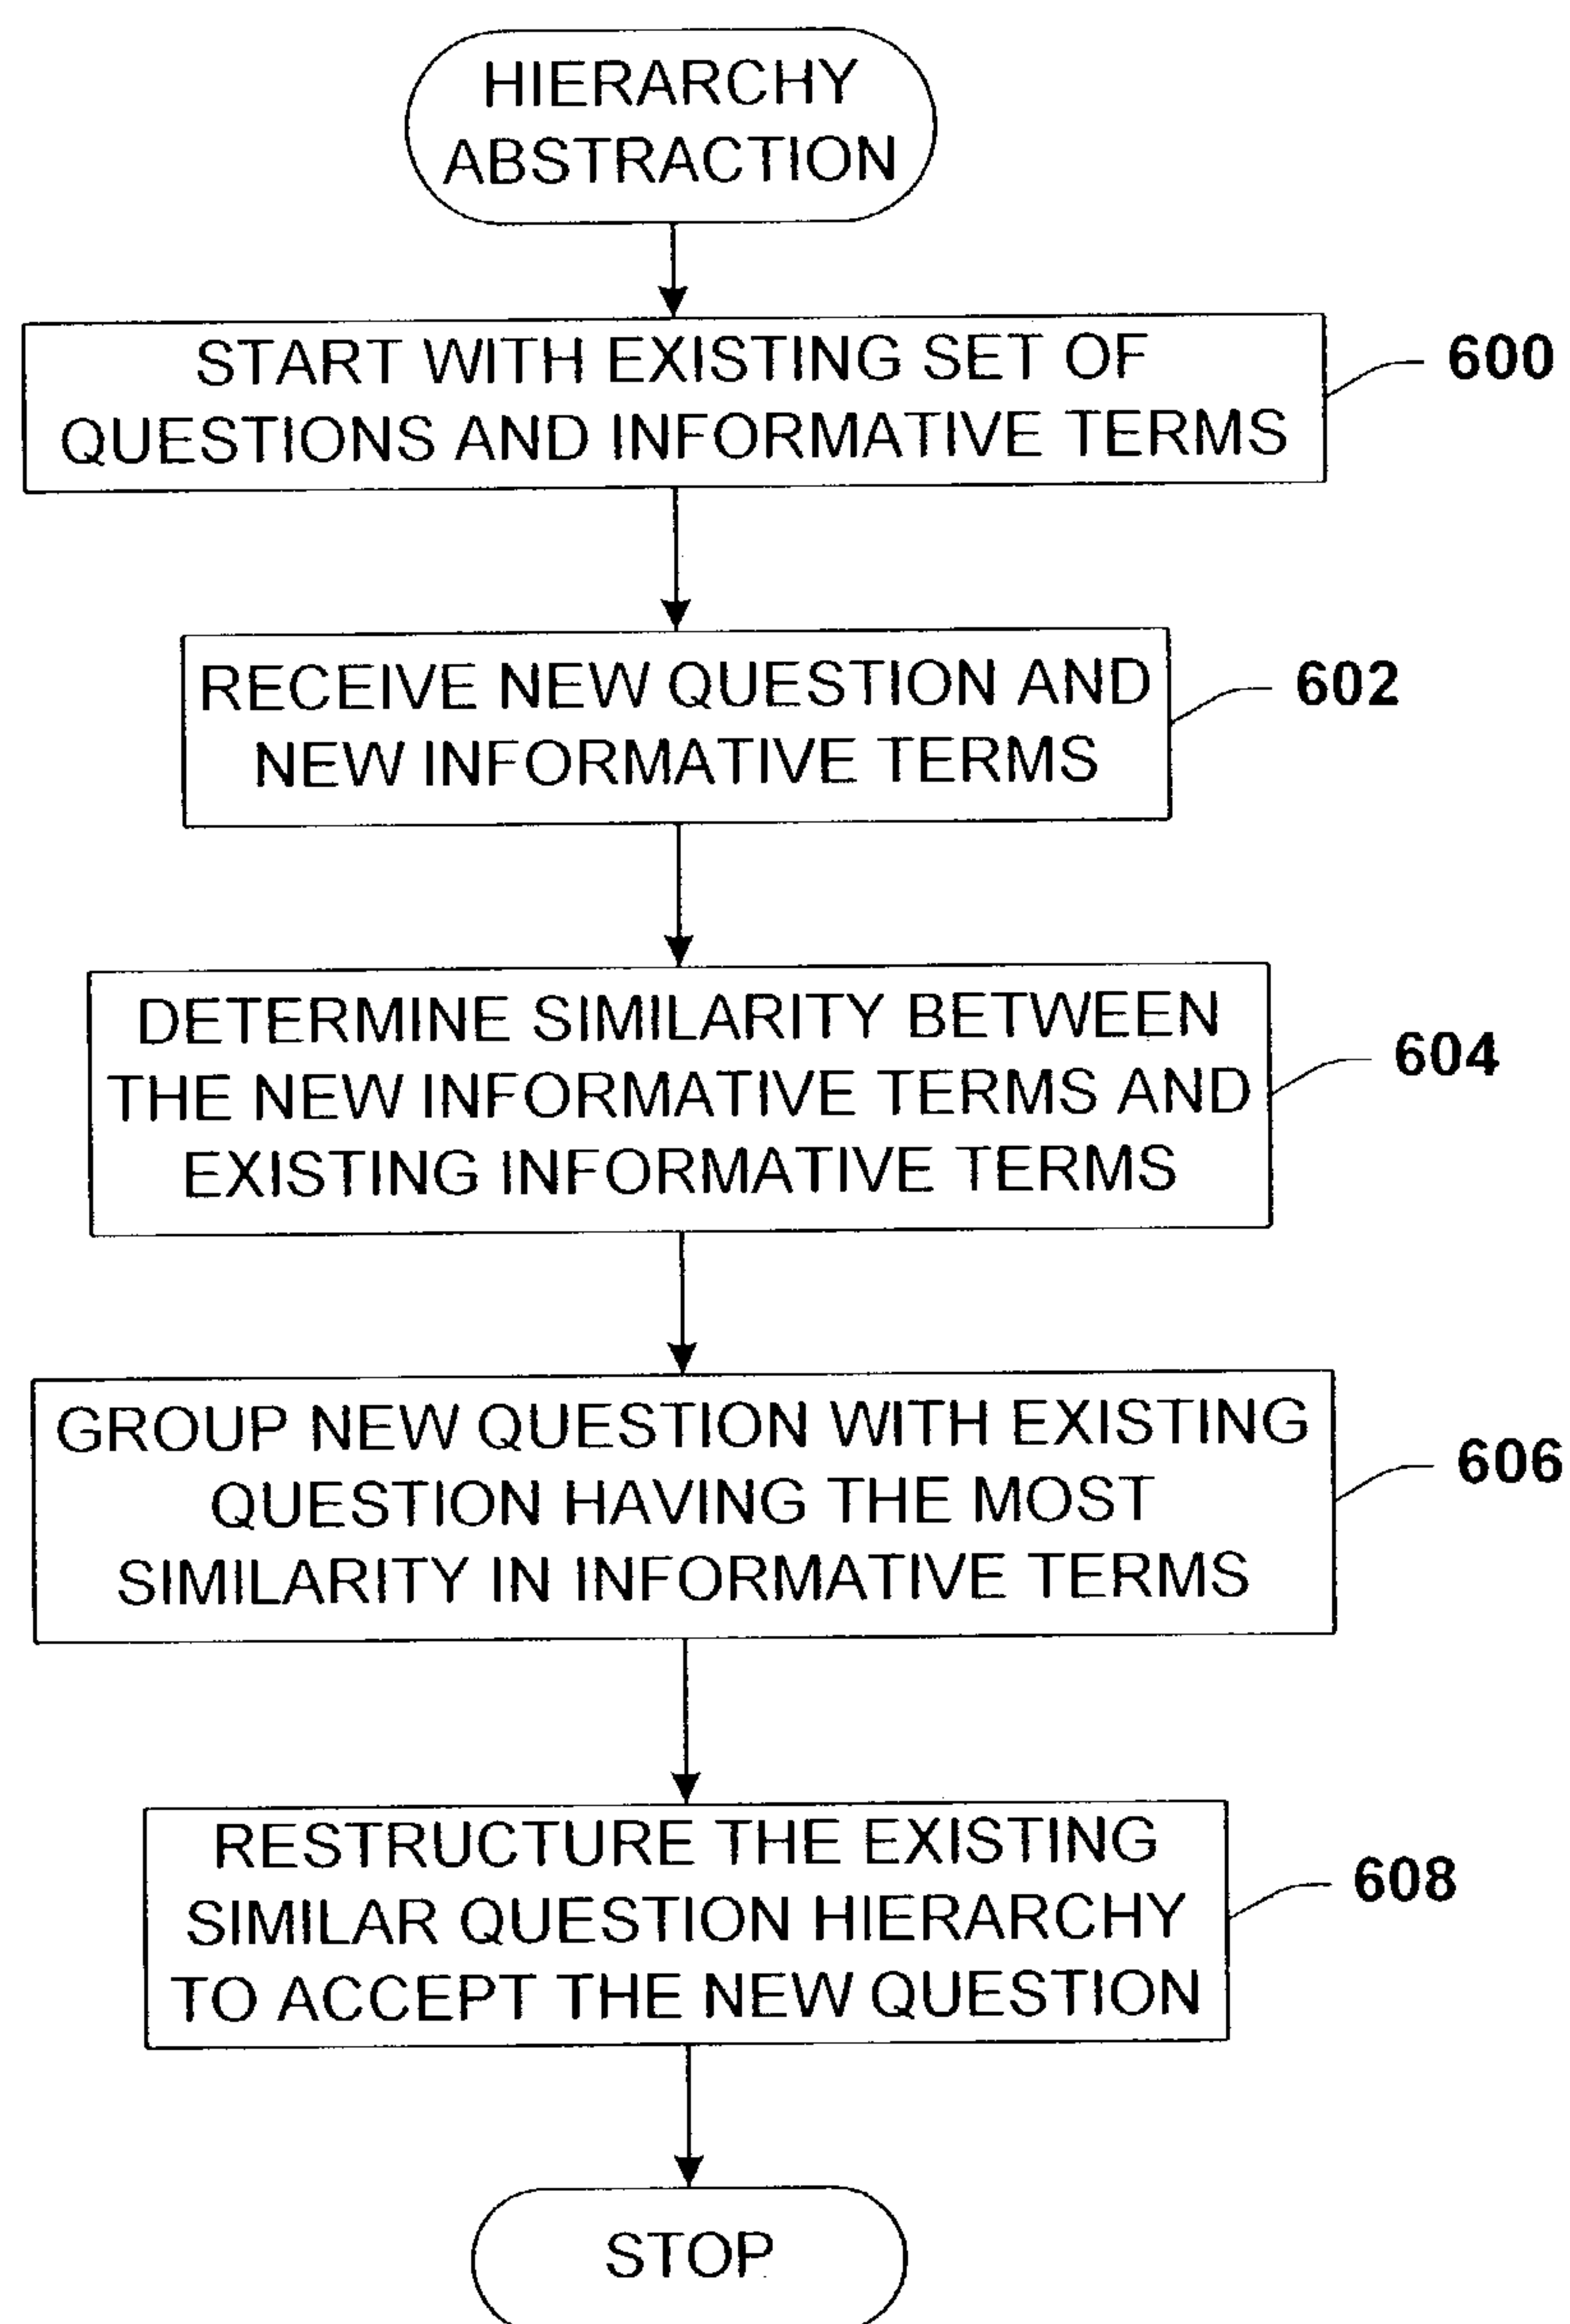 HIERARCHY
ABSTRACTION
START WITH EXISTING SET OF
QUESTIONS AND INFORMATIVE TERMS
600
RECEIVE NEW QUESTION AND
NEW INFORMATIVE TERMS
602
DETERMINE SIMILARITY BETWEEN
THE NEW INFORMATIVE TERMS AND
EXISTING INFORMATIVE TERMS
604
GROUP NEW QUESTION WITH EXISTING
QUESTION HAVING THE MOST
SIMILARITY IN INFORMATIVE TERMS
606
RESTRUCTURE THE EXISTING
SIMILAR QUESTION HIERARCHY
TO ACCEPT THE NEW QUESTION
608
STOP